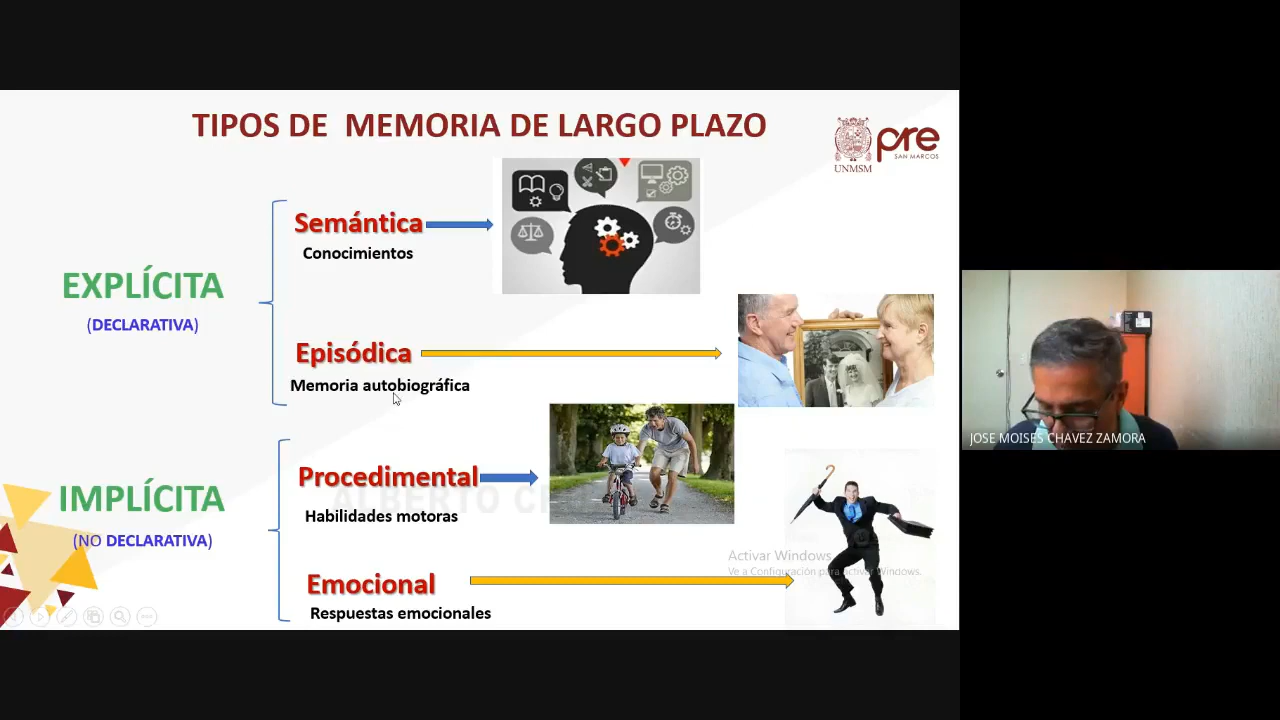 TIPOS DE MEMORIA DE LARGO PLAZO
UNMSM
pre
SAN MARCOS
Semántica
Conocimientos
EXPLÍCITA
(DECLARATIVA)
Episódica
Memoria autobiográfica
Procedimental
Habilidades motoras
IMPLÍCITA
(NO DECLARATIVA)
ALBERTO
Emocional
Respuestas emocionales
Activar Windows
Ve a Configuración para activar Windows.
JOSE MOISES CHAVEZ ZAMORA